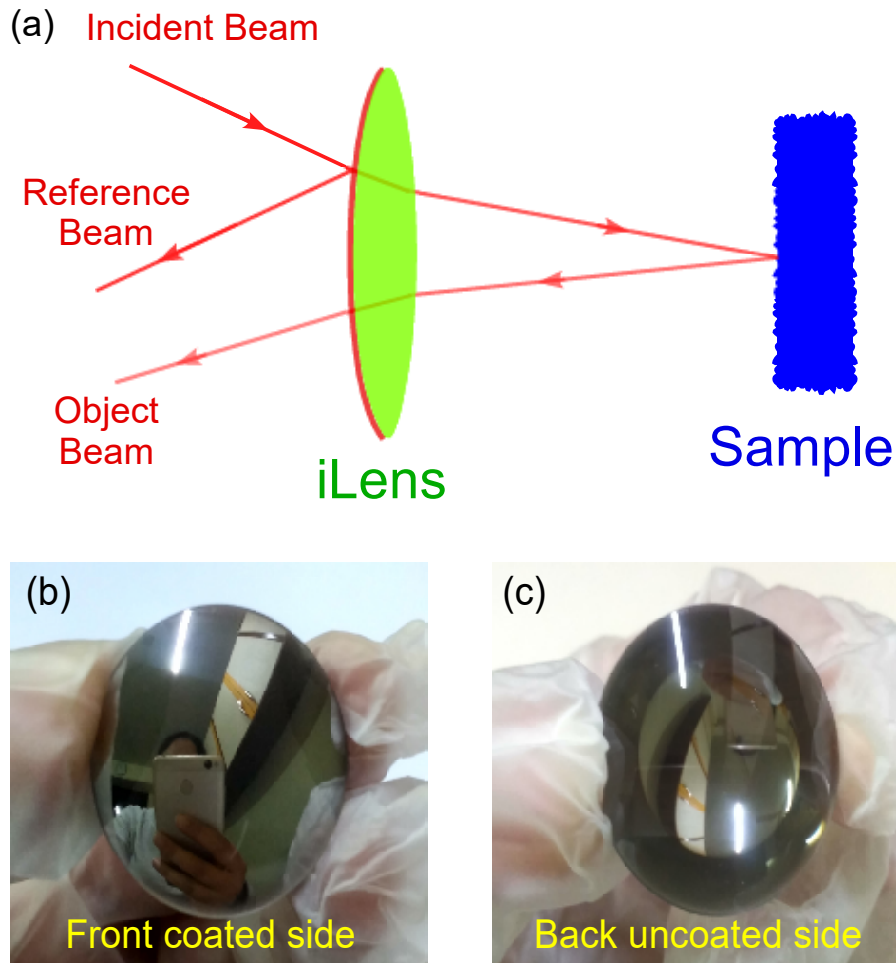 (a)
Incident Beam
Reference
Beam
Object
Beam
iLens
Sample
(b)
Front coated side
(c)
Back uncoated side